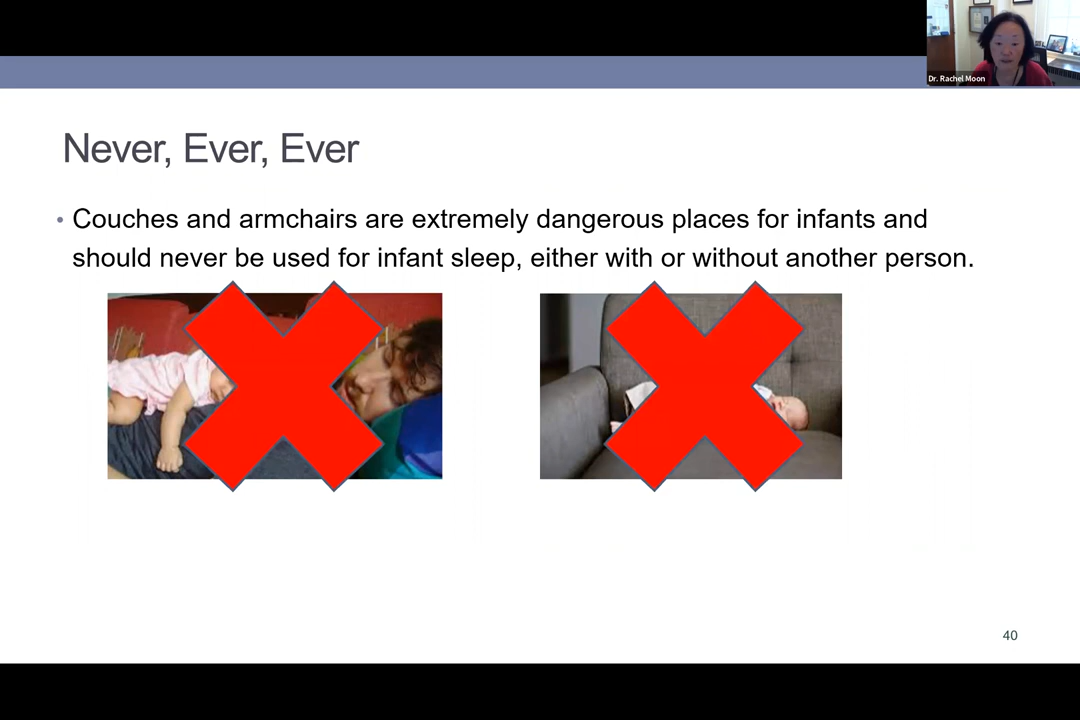 Dr. Rachel Moon
Never, Ever, Ever
• Couches and armchairs are extremely dangerous places for infants and
should never be used for infant sleep, either with or without another person.
40